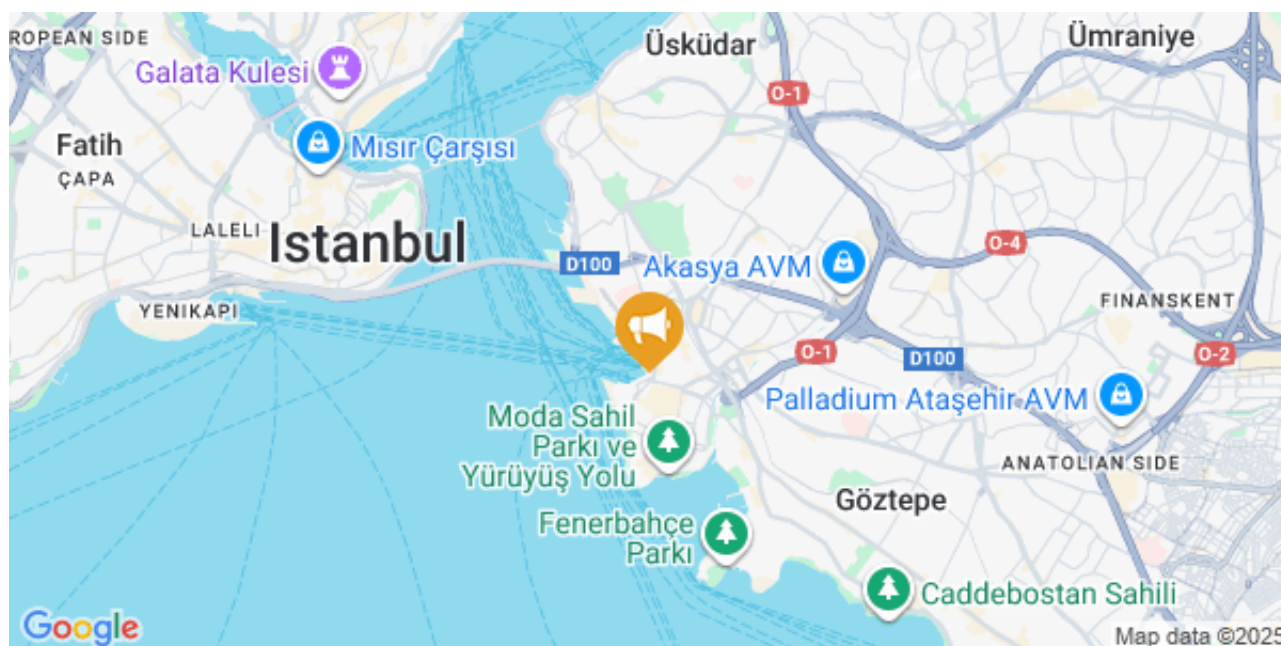 ROPEAN SIDE
Üsküdar
Ümraniye
Galata Kulesi
O-1
Fatih
ÇAPA
Mısır Çarşısı
LALELI
Istanbul
D100
Akasya AVM
O-4
YENIKAPI
FINANSKENT
O-1
D100
O-2
Palladium Ataşehir AVM
Moda Sahil
Parkı ve
Yürüyüş Yolu
ANATOLIAN SIDE
Göztepe
Fenerbahçe
Parkı
Caddebostan Sahili
Google
Map data ©2025